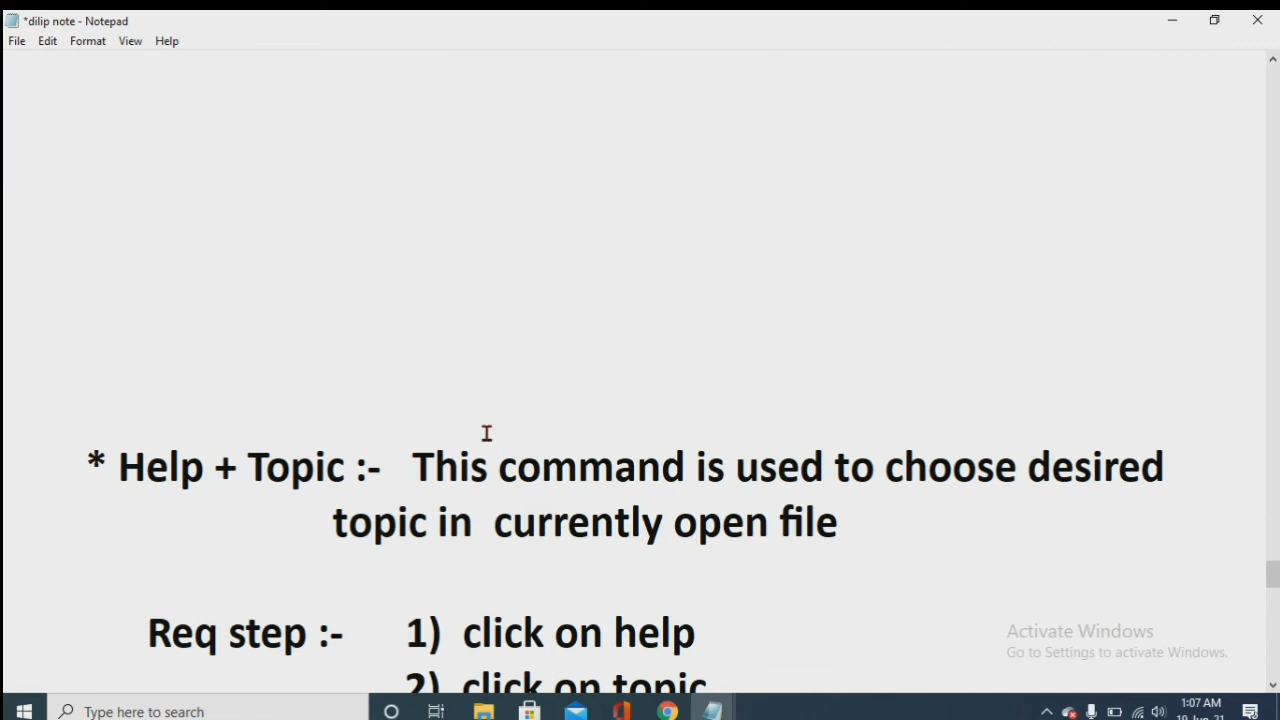 *dilip note - Notepad
File Edit Format View Help
* Help + Topic :- This command is used to choose desired
topic in currently open file
Req step :- 1) click on help
2) click on topic
Activate Windows
Go to Settings to activate Windows.
Type here to search
1:07 AM